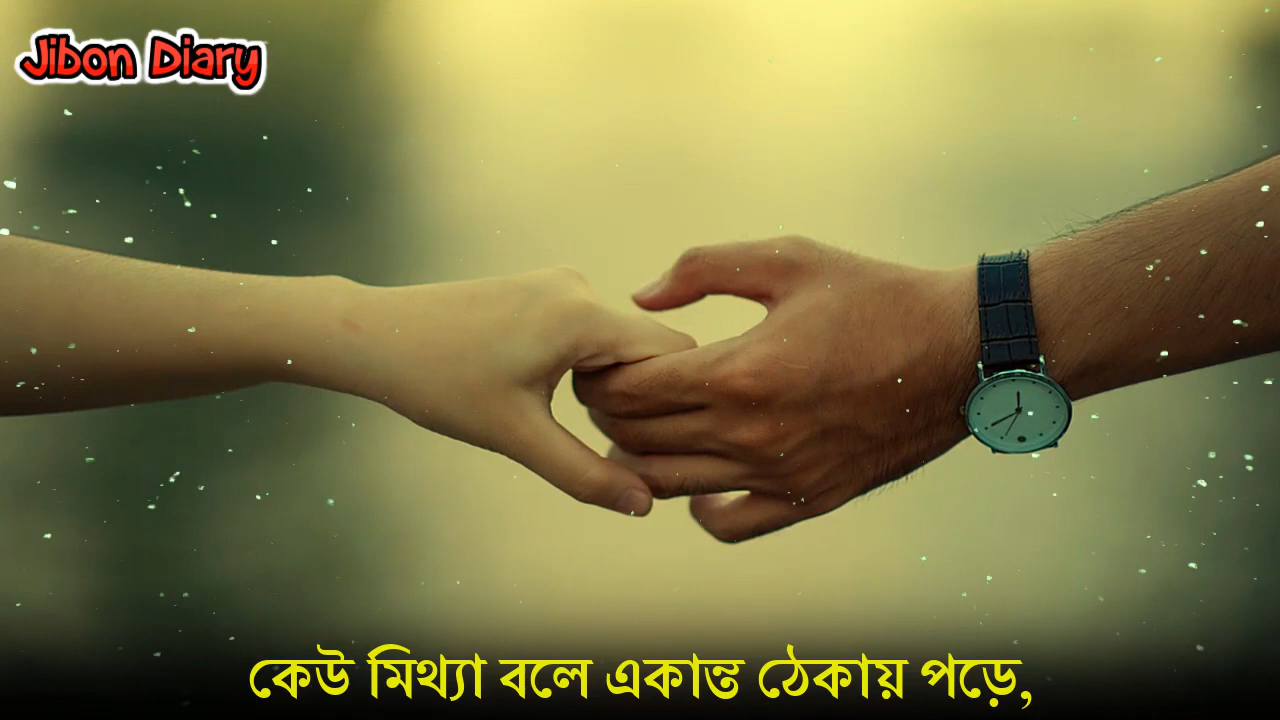 Jibon Diary
কেউ মিথ্যা বলে একান্ত ঠেকায় পড়ে,